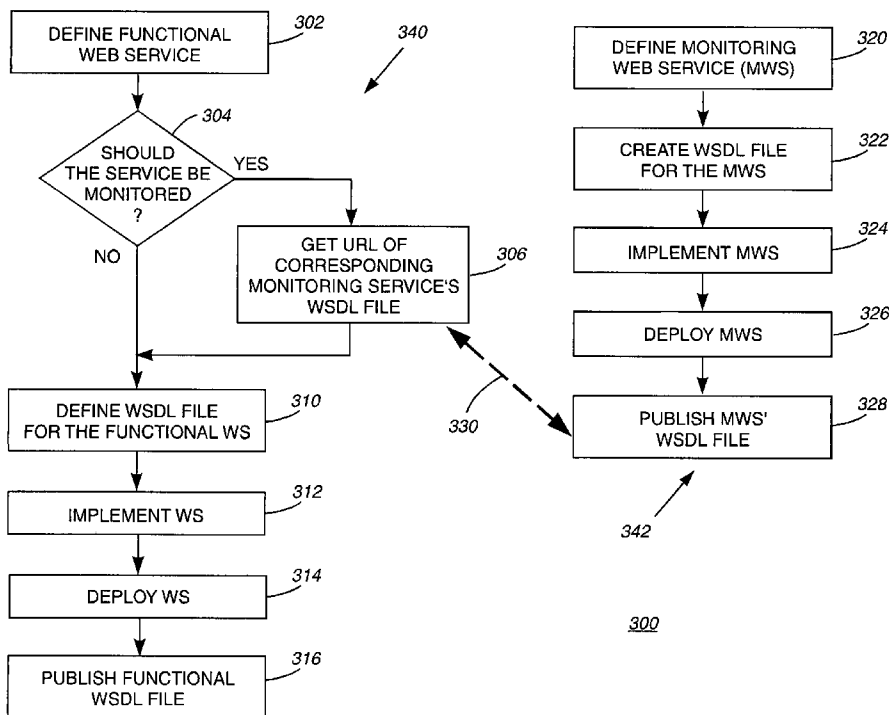 DEFINE FUNCTIONAL
WEB SERVICE
302
340
304
SHOULD
THE SERVICE BE
MONITORED
?
YES
NO
GET URL OF
CORRESPONDING
MONITORING SERVICE'S
WSDL FILE
306
DEFINE WSDL FILE
FOR THE FUNCTIONAL WS
310
IMPLEMENT WS
312
DEPLOY WS
314
PUBLISH FUNCTIONAL
WSDL FILE
316
DEFINE MONITORING
WEB SERVICE (MWS)
320
CREATE WSDL FILE
FOR THE MWS
322
IMPLEMENT MWS
324
DEPLOY MWS
326
PUBLISH MWS'
WSDL FILE
328
330
342
300